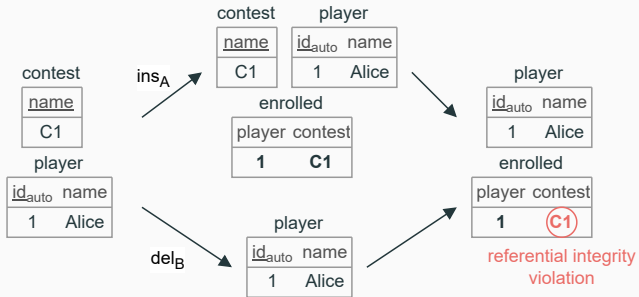 contest
name
C1
player
id_auto name
1 Alice
ins_A
del_B
contest
name
C1
player
id_auto name
1 Alice
enrolled
player contest
1 C1
player
id_auto name
1 Alice
player
id_auto name
1 Alice
enrolled
player contest
1 C1
referential integrity
violation